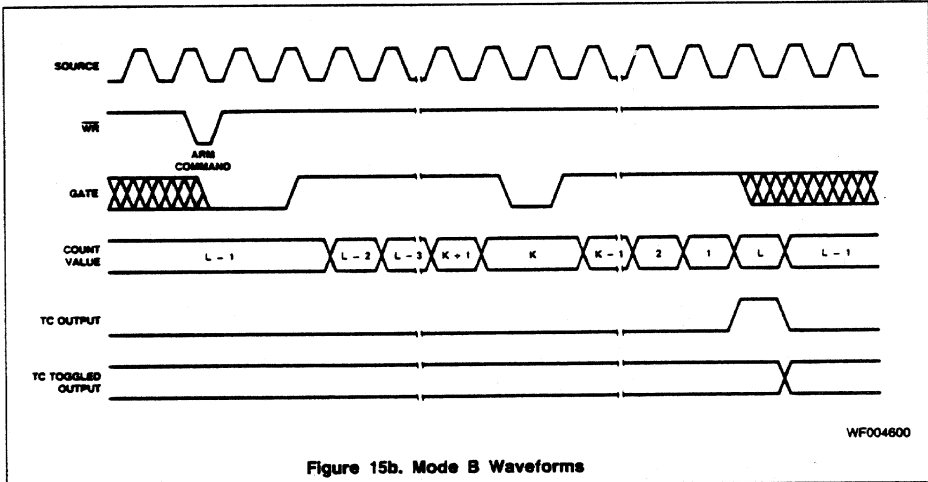 SOURCE
WR
ARM
COMMAND
GATE
COUNT
VALUE
L - 1
L - 2
L - 3
K + 1
K
K - 1
2
1
L
L - 1
TC OUTPUT
TC TOGGLED
OUTPUT
WF004600
Figure 15b. Mode B Waveforms